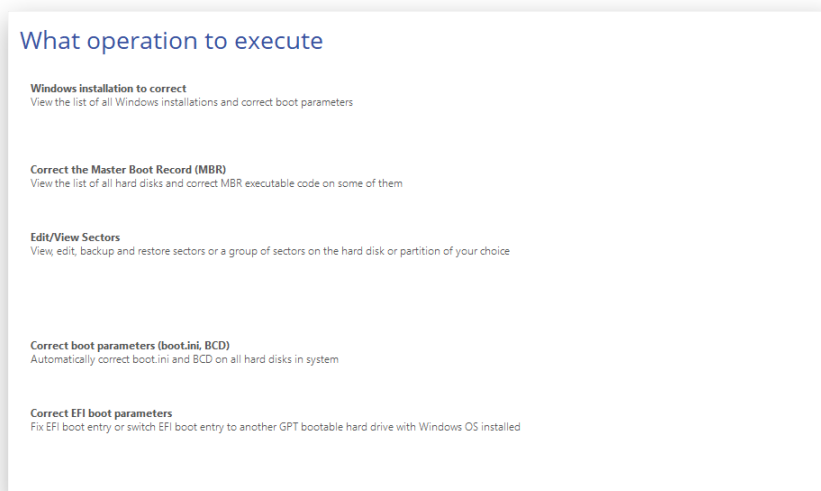 What operation to execute
Windows installation to correct
View the list of all Windows installations and correct boot parameters
Correct the Master Boot Record (MBR)
View the list of all hard disks and correct MBR executable code on some of them
Edit/View Sectors
View, edit, backup and restore sectors or a group of sectors on the hard disk or partition of your choice
Correct boot parameters (boot.ini, BCD)
Automatically correct boot.ini and BCD on all hard disks in system
Correct EFI boot parameters
Fix EFI boot entry or switch EFI boot entry to another GPT bootable hard drive with Windows OS installed